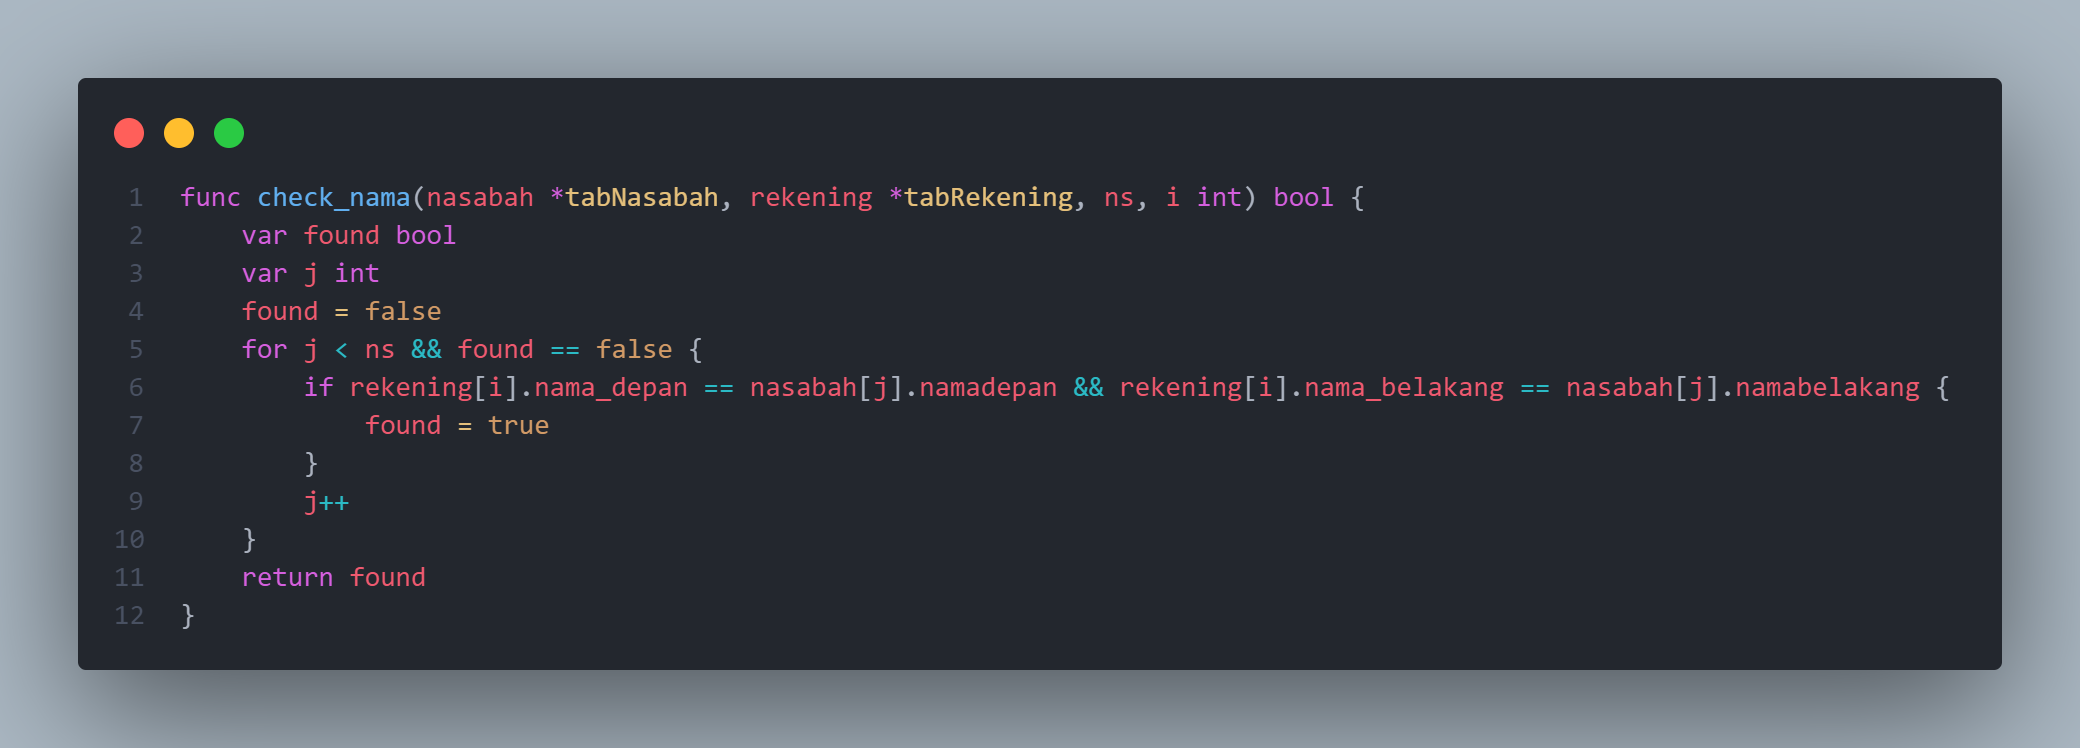 1 func check_nama(nasabah *tabNasabah, rekening *tabRekening, ns, i int) bool {
2     var found bool
3     var j int
4     found = false
5     for j < ns && found == false {
6         if rekening[i].nama_depan == nasabah[j].namadepan && rekening[i].nama_belakang == nasabah[j].namabelakang {
7             found = true
8         }
9         j++
10     }
11     return found
12 }